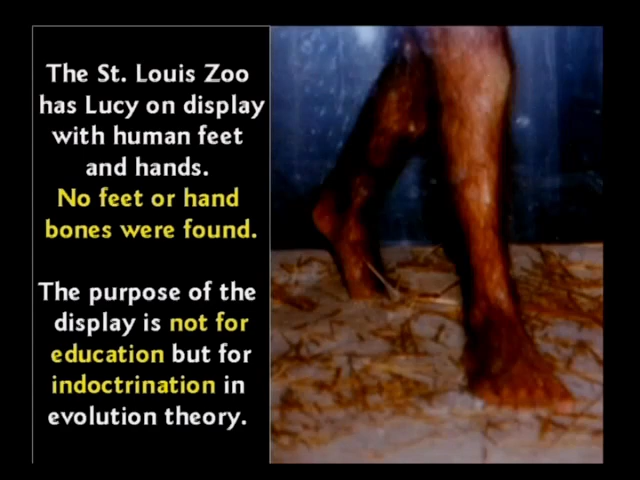 The St. Louis Zoo
has Lucy on display
with human feet
and hands.
No feet or hand
bones were found.
The purpose of the
display is not for
education but for
indoctrination in
evolution theory.